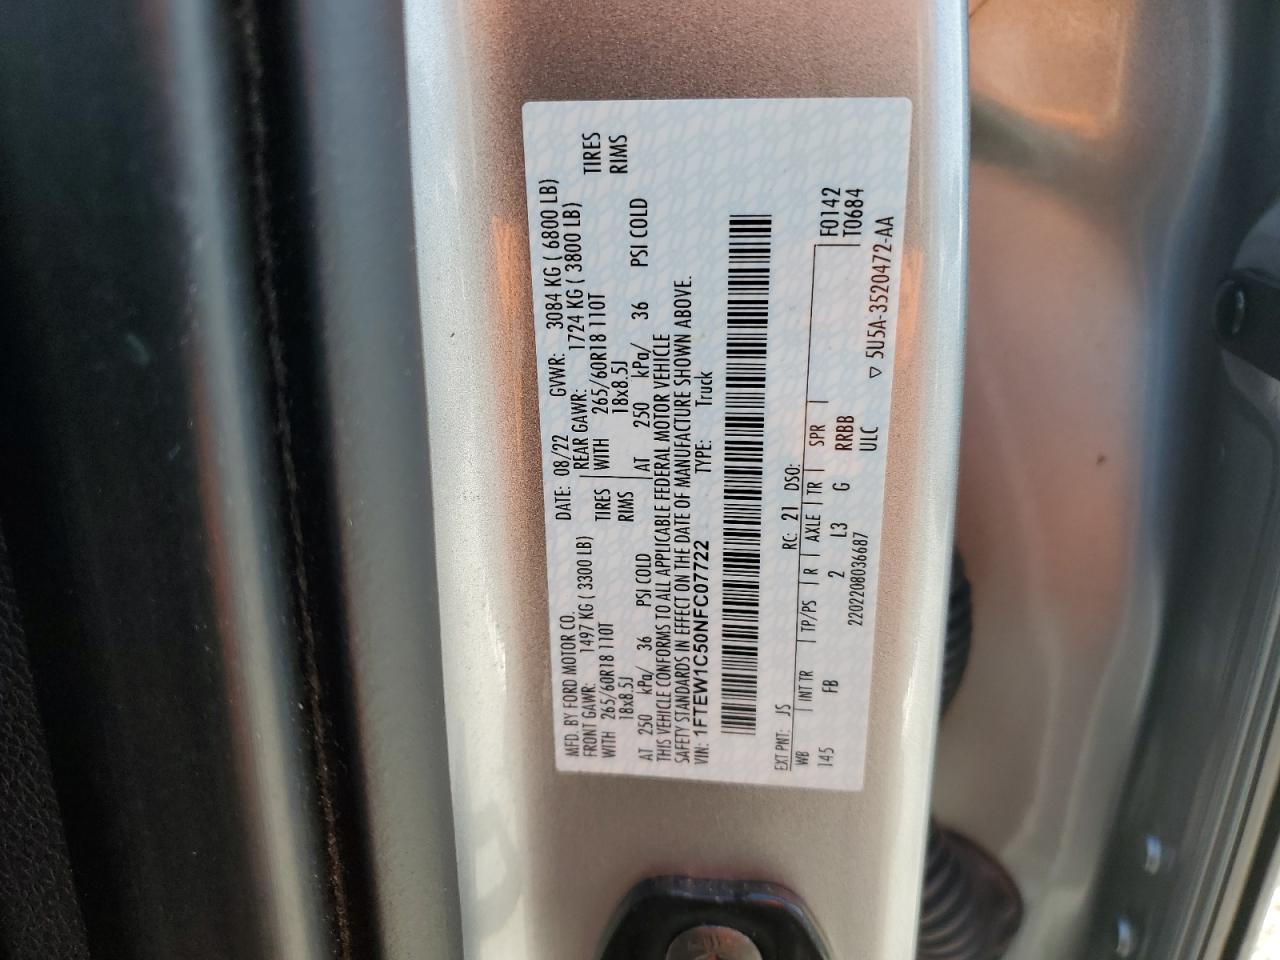 MFD. BY FORD MOTOR CO.
DATE: 08/22 GVWR: 3084 KG ( 6800 LB)
FRONT GAWR: 1497 KG ( 3300 LB) REAR GAWR: 1724 KG ( 3800 LB)
WITH 265/60R18 110T TIRES WITH 265/60R18 110T TIRES
18x8.5J RIMS 18x8.5J RIMS
AT 250 kPa/ 36 PSI COLD AT 250 kPa/ 36 PSI COLD
THIS VEHICLE CONFORMS TO ALL APPLICABLE FEDERAL MOTOR VEHICLE
SAFETY STANDARDS IN EFFECT ON THE DATE OF MANUFACTURE SHOWN ABOVE.
VIN: 1FTEW1C50NFC07722 TYPE: Truck
EXT PNT: JS RC: 21 DSO:
WB INT TR TP/PS R AXLE TR SPR F0142
145 FB 2 L3 G RRBB T0684
2202208036687 ULC
▽ 5U5A-3520472-AA